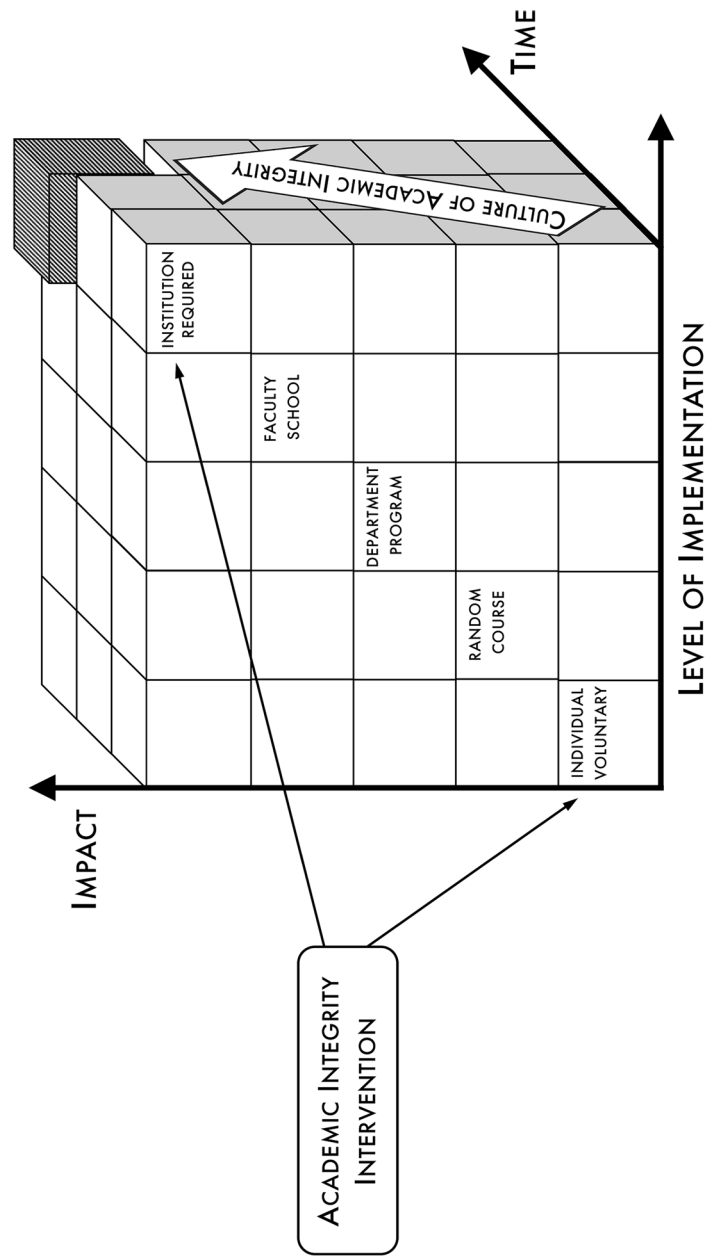 TIME
CULTURE OF ACADEMIC INTEGRITY
INSTITUTION
REQUIRED
FACULTY
SCHOOL
DEPARTMENT
PROGRAM
RANDOM
COURSE
INDIVIDUAL
VOLUNTARY
LEVEL OF IMPLEMENTATION
IMPACT
ACADEMIC INTEGRITY
INTERVENTION